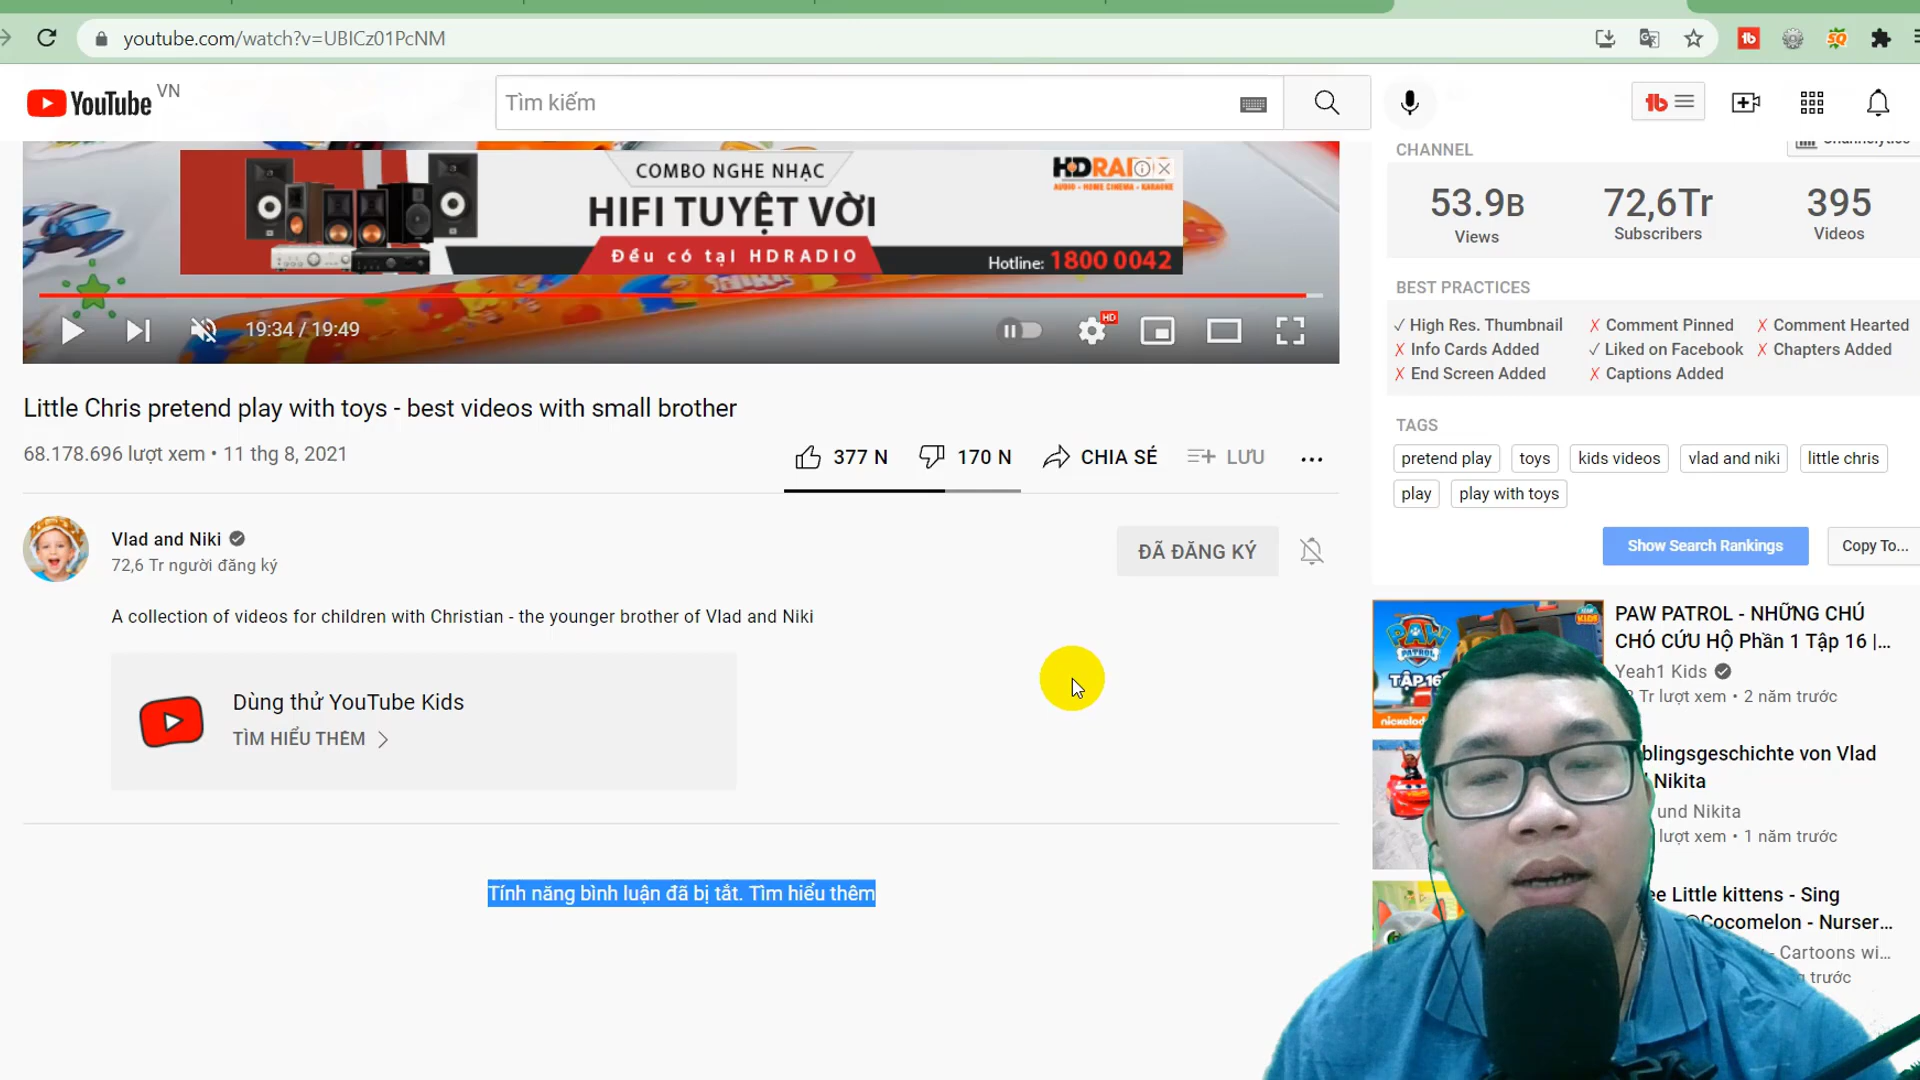 youtube.com/watch?v=UBICz01PcNM
YouTube VN
Tìm kiếm
COMBO NGHE NHẠC
HIFI TUYỆT VỜI
Đều có tại HDRADIO
AUDIO - HOME CINEMA - KARAOKE
Hotline: 1800 0042
19:34 / 19:49
HD
Little Chris pretend play with toys - best videos with small brother
68.178.696 lượt xem • 11 thg 8, 2021
377 N
170 N
CHIA SẺ
LƯU
Vlad and Niki
72,6 Tr người đăng ký
ĐÃ ĐĂNG KÝ
A collection of videos for children with Christian - the younger brother of Vlad and Niki
Dùng thử YouTube Kids
TÌM HIỂU THÊM
Tính năng bình luận đã bị tắt. Tìm hiểu thêm
CHANNEL
53.9B
Views
72,6Tr
Subscribers
395
Videos
BEST PRACTICES
High Res. Thumbnail
Comment Pinned
Comment Hearted
Info Cards Added
Liked on Facebook
Chapters Added
End Screen Added
Captions Added
TAGS
pretend play
toys
kids videos
vlad and niki
little chris
play
play with toys
Show Search Rankings
Copy To...
PAW PATROL
TẬP 16
PAW PATROL - NHỮNG CHÚ
CHÓ CỨU HỘ Phần 1 Tập 16 |...
Yeah1 Kids
Tr lượt xem • 2 năm trước
von Vlad
Nikita
und Nikita
lượt xem • 1 năm trước
Little kittens - Sing
Cocomelon - Nurser...
Cartoons wi...
trước